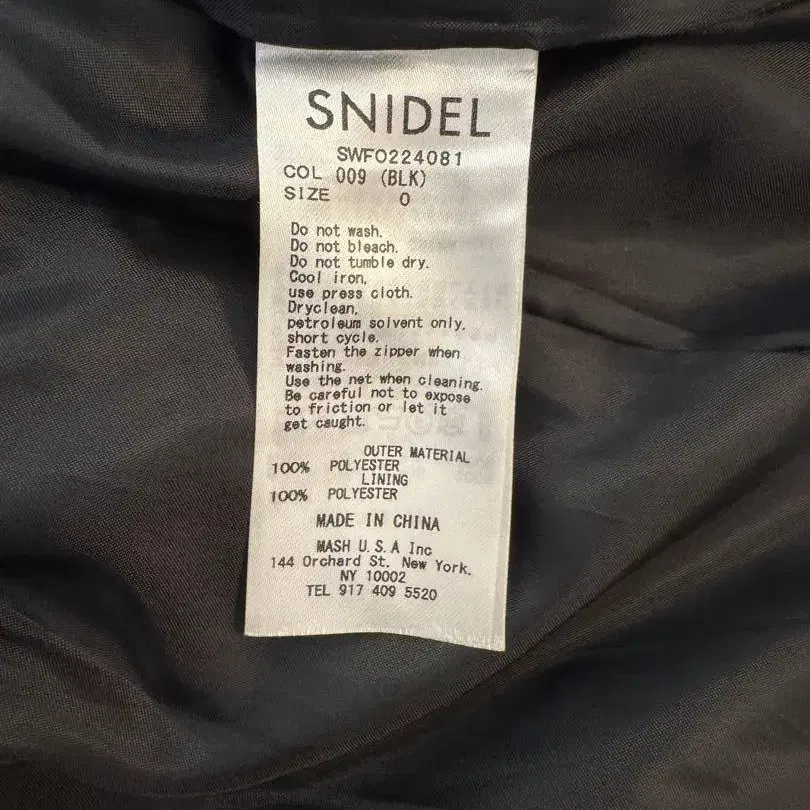 SNIDEL
SWFO224081
COL 009 (BLK)
SIZE 0
Do not wash.
Do not bleach.
Do not tumble dry.
Cool iron,
use press cloth.
Dryclean,
petroleum solvent only,
short cycle.
Fasten the zipper when
washing.
Use the net when cleaning.
Be careful not to expose
to friction or let it
get caught.
OUTER MATERIAL
100% POLYESTER
LINING
100% POLYESTER
MADE IN CHINA
MASH U.S.A Inc
144 Orchard St. New York,
NY 10002
TEL 917 409 5520